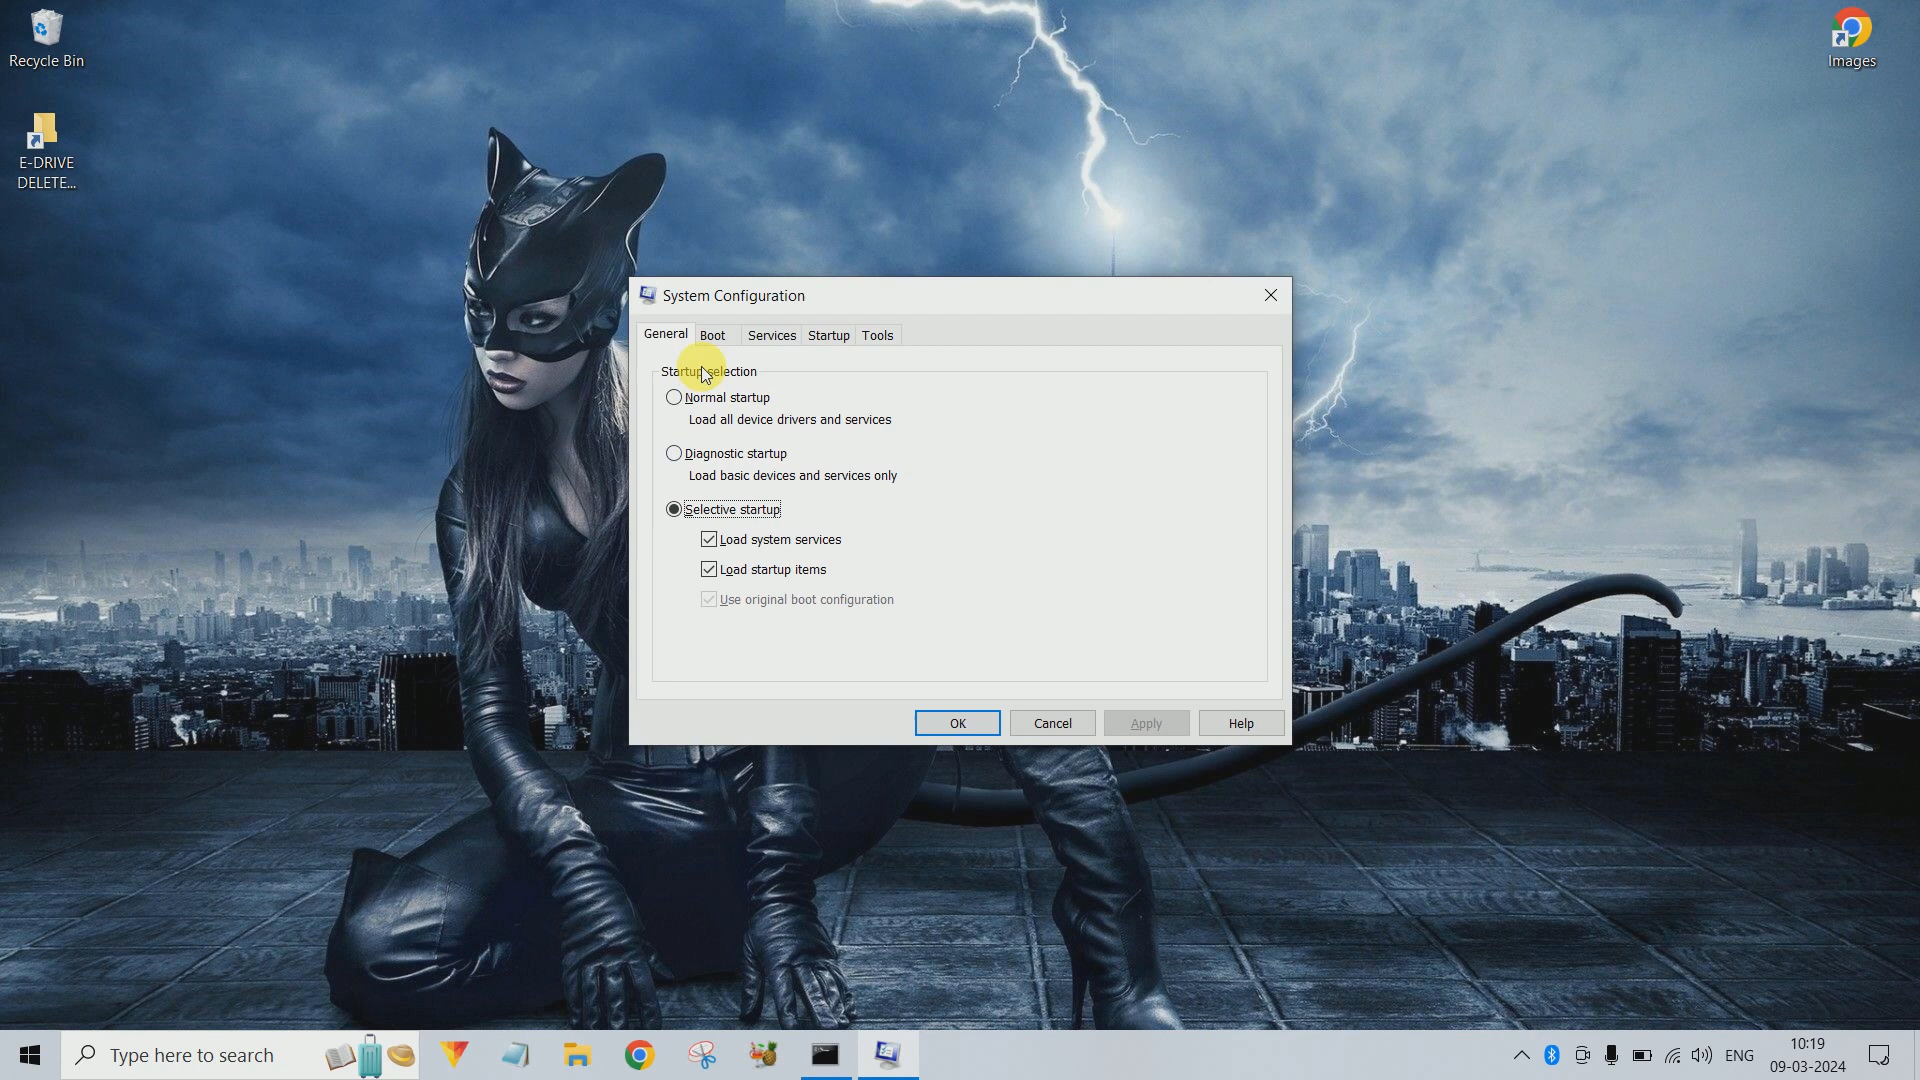 Recycle Bin
Images
E-DRIVE
DELETE...
System Configuration
General Boot Services Startup Tools
Startup selection
Normal startup
Load all device drivers and services
Diagnostic startup
Load basic devices and services only
Selective startup
Load system services
Load startup items
Use original boot configuration
OK Cancel Apply Help
Type here to search
ENG
10:19
09-03-2024